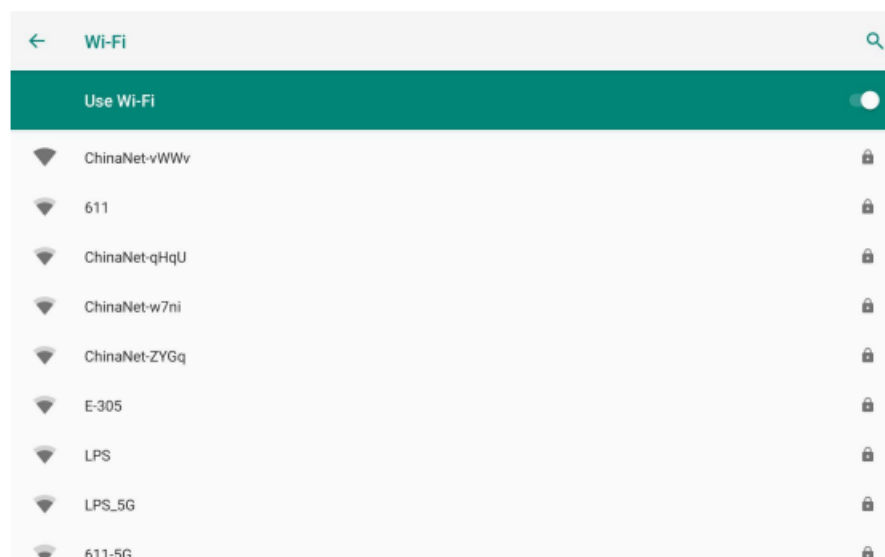 Wi-Fi
Use Wi-Fi
ChinaNet-vWWv
611
ChinaNet-qHqU
ChinaNet-w7ni
ChinaNet-ZYGq
E-305
LPS
LPS_5G
611-5G